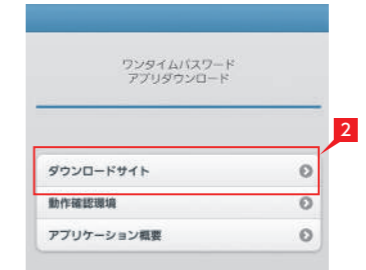 ワンタイムパスワード
アプリダウンロード
2
ダウンロードサイト
動作確認環境
アプリケーション概要